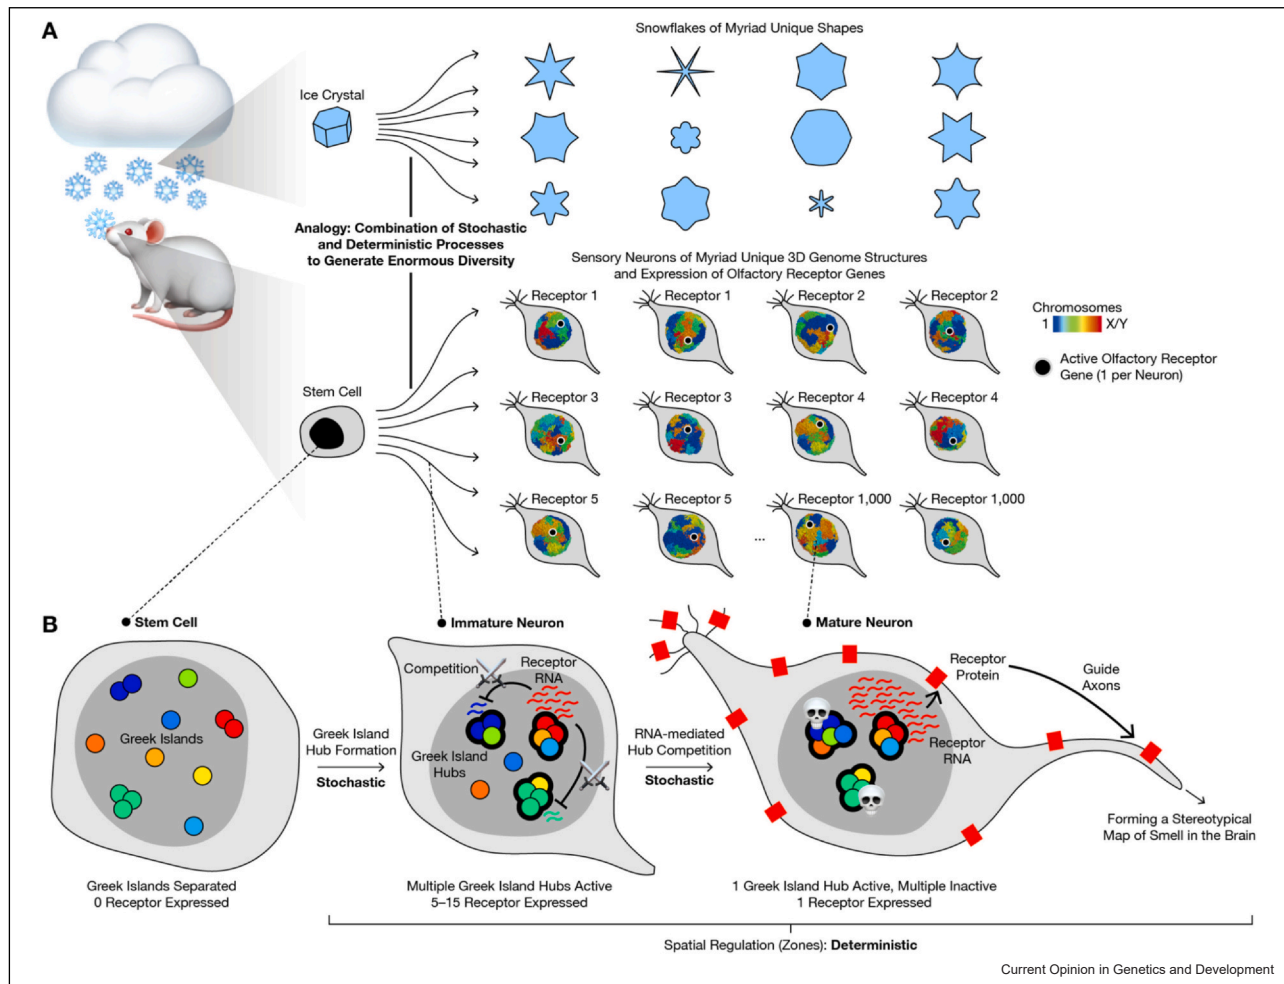 A
Snowflakes of Myriad Unique Shapes
Ice Crystal
Analogy: Combination of Stochastic
and Deterministic Processes
to Generate Enormous Diversity
Sensory Neurons of Myriad Unique 3D Genome Structures
and Expression of Olfactory Receptor Genes
Receptor 1
Receptor 1
Receptor 2
Receptor 2
Chromosomes
1 X/Y
Active Olfactory Receptor
Gene (1 per Neuron)
Stem Cell
Receptor 3
Receptor 3
Receptor 4
Receptor 4
Receptor 5
Receptor 5
...
Receptor 1,000
Receptor 1,000
B
Stem Cell
Greek Islands
Greek Islands Separated
0 Receptor Expressed
Greek Island
Hub Formation
Stochastic
Immature Neuron
Competition
Receptor
RNA
Greek Island
Hubs
Multiple Greek Island Hubs Active
5–15 Receptor Expressed
RNA-mediated
Hub Competition
Stochastic
Mature Neuron
Receptor
Protein
Guide
Axons
Receptor
RNA
Forming a Stereotypical
Map of Smell in the Brain
1 Greek Island Hub Active, Multiple Inactive
1 Receptor Expressed
Spatial Regulation (Zones): Deterministic
Current Opinion in Genetics and Development